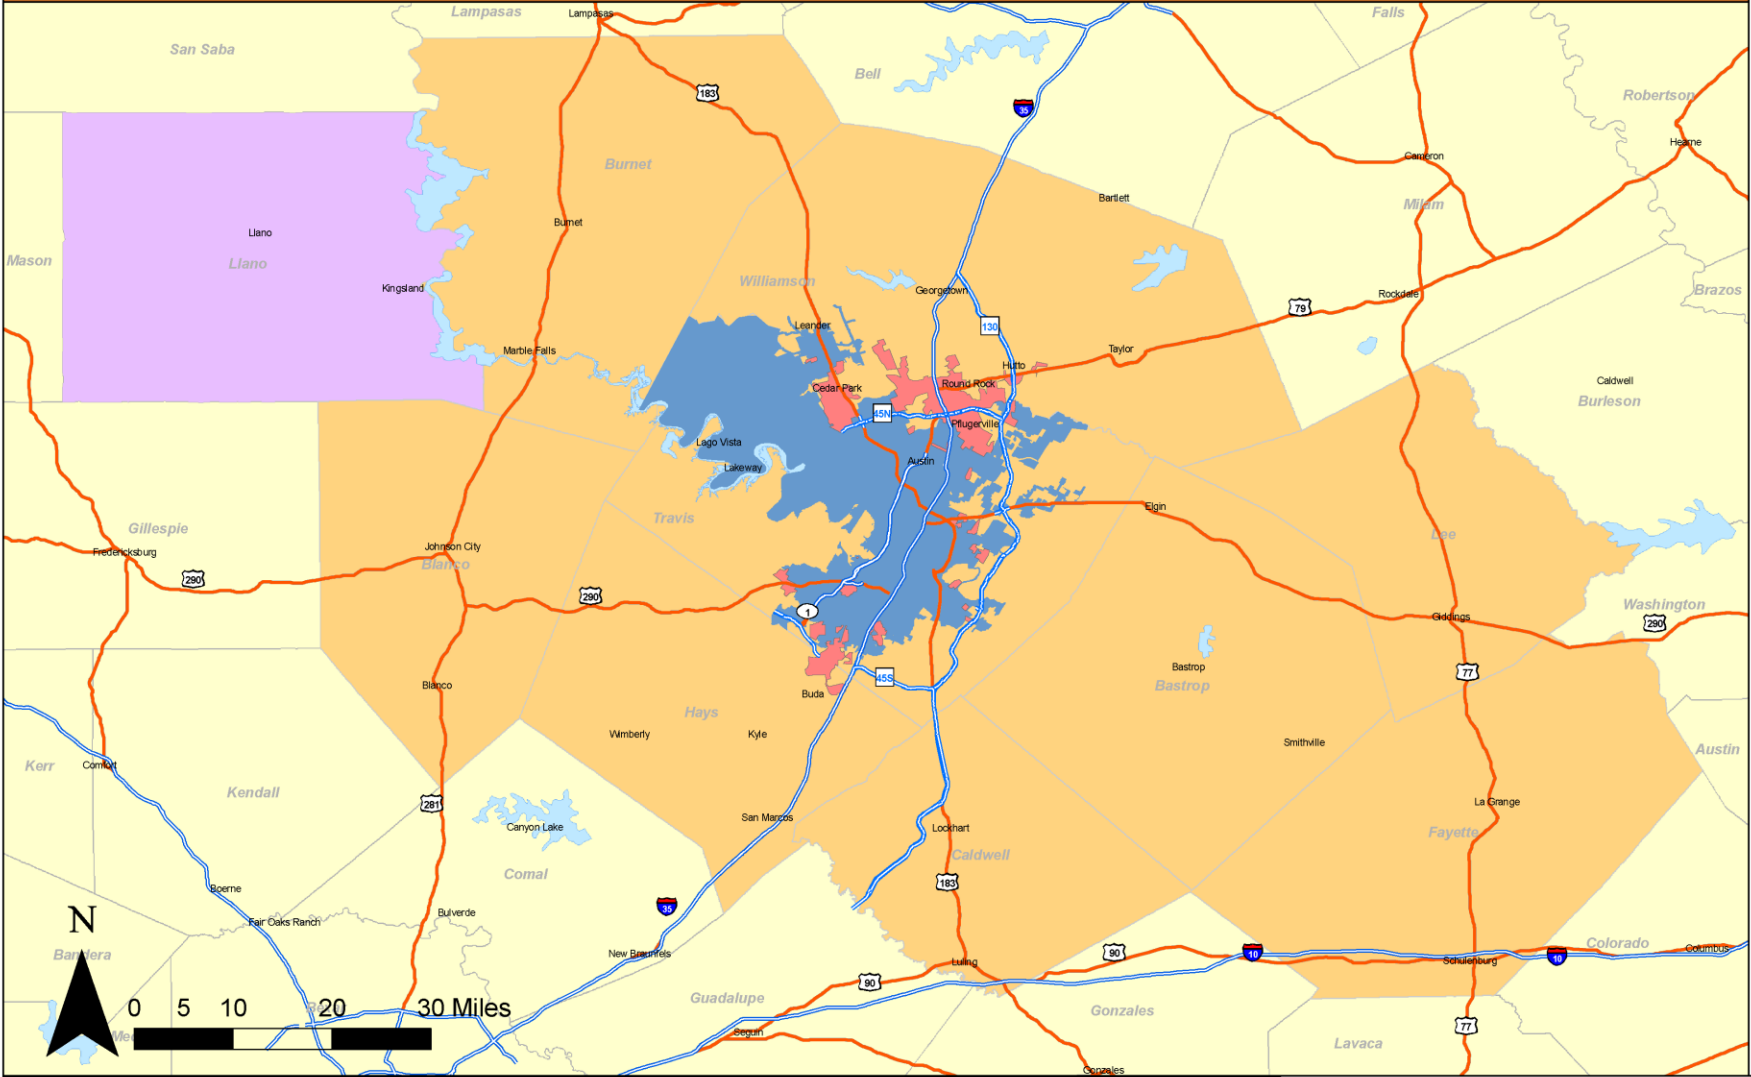 Lampasas
Lampasas
Falls
San Saba
Bell
183
35
Robertson
Hearne
Cameron
Burnet
Bartlett
Milam
Burnet
Llano
Mason
Llano
Williamson
Kingsland
Georgetown
Rockdale
Brazos
79
Leander
130
Marble Falls
Taylor
Hutto
Cedar Park
Round Rock
Caldwell
Burleson
45N
Pflugerville
Lago Vista
Austin
Lakeway
Elgin
Travis
Gillespie
Lee
Fredericksburg
Johnson City
Blanco
290
290
1
Washington
Giddings
290
Bastrop
77
45S
Blanco
Buda
Bastrop
Hays
Wimberly
Kyle
Smithville
Austin
Kerr
Comfort
Kendall
281
La Grange
San Marcos
Canyon Lake
Lockhart
Fayette
Caldwell
Comal
183
Boerne
35
Bulverde
N
Fair Oaks Ranch
Bandera
New Braunfels
Luling
90
10
Colorado
Columbus
10
Schulenburg
90
Guadalupe
Gonzales
0 5 10 20 30 Miles
77
Seguin
Lavaca
Gonzales